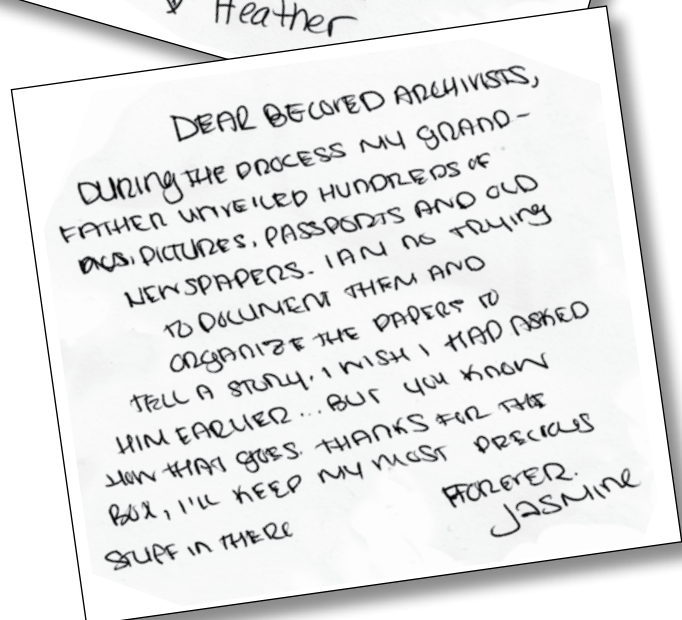 Heather
DEAR BELOVED ARCHIVISTS,
DURING THE PROCESS MY GRAND-
FATHER UNVEILED HUNDREDS OF
PICTURES, PASSPORTS AND OLD
NEWSPAPERS. I AM NO TRYING
TO DOCUMENT THEM AND
ORGANIZE THE PAPERS TO
TELL A STORY. I WISH I HAD ASKED
HIM EARLIER... BUT YOU KNOW
HOW THAT GOES. THANKS FOR THE
BOX, I'LL KEEP MY MOST PRECIOUS
STUFF IN THERE FOREVER.
JASMINE